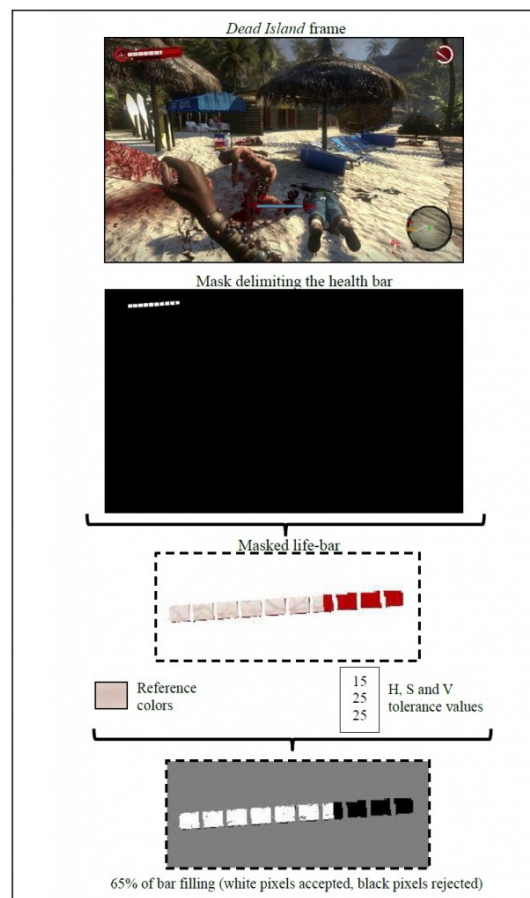 Dead Island frame
Mask delimiting the health bar
Masked life-bar
Reference
colors
15
25
25
H, S and V
tolerance values
65% of bar filling (white pixels accepted, black pixels rejected)